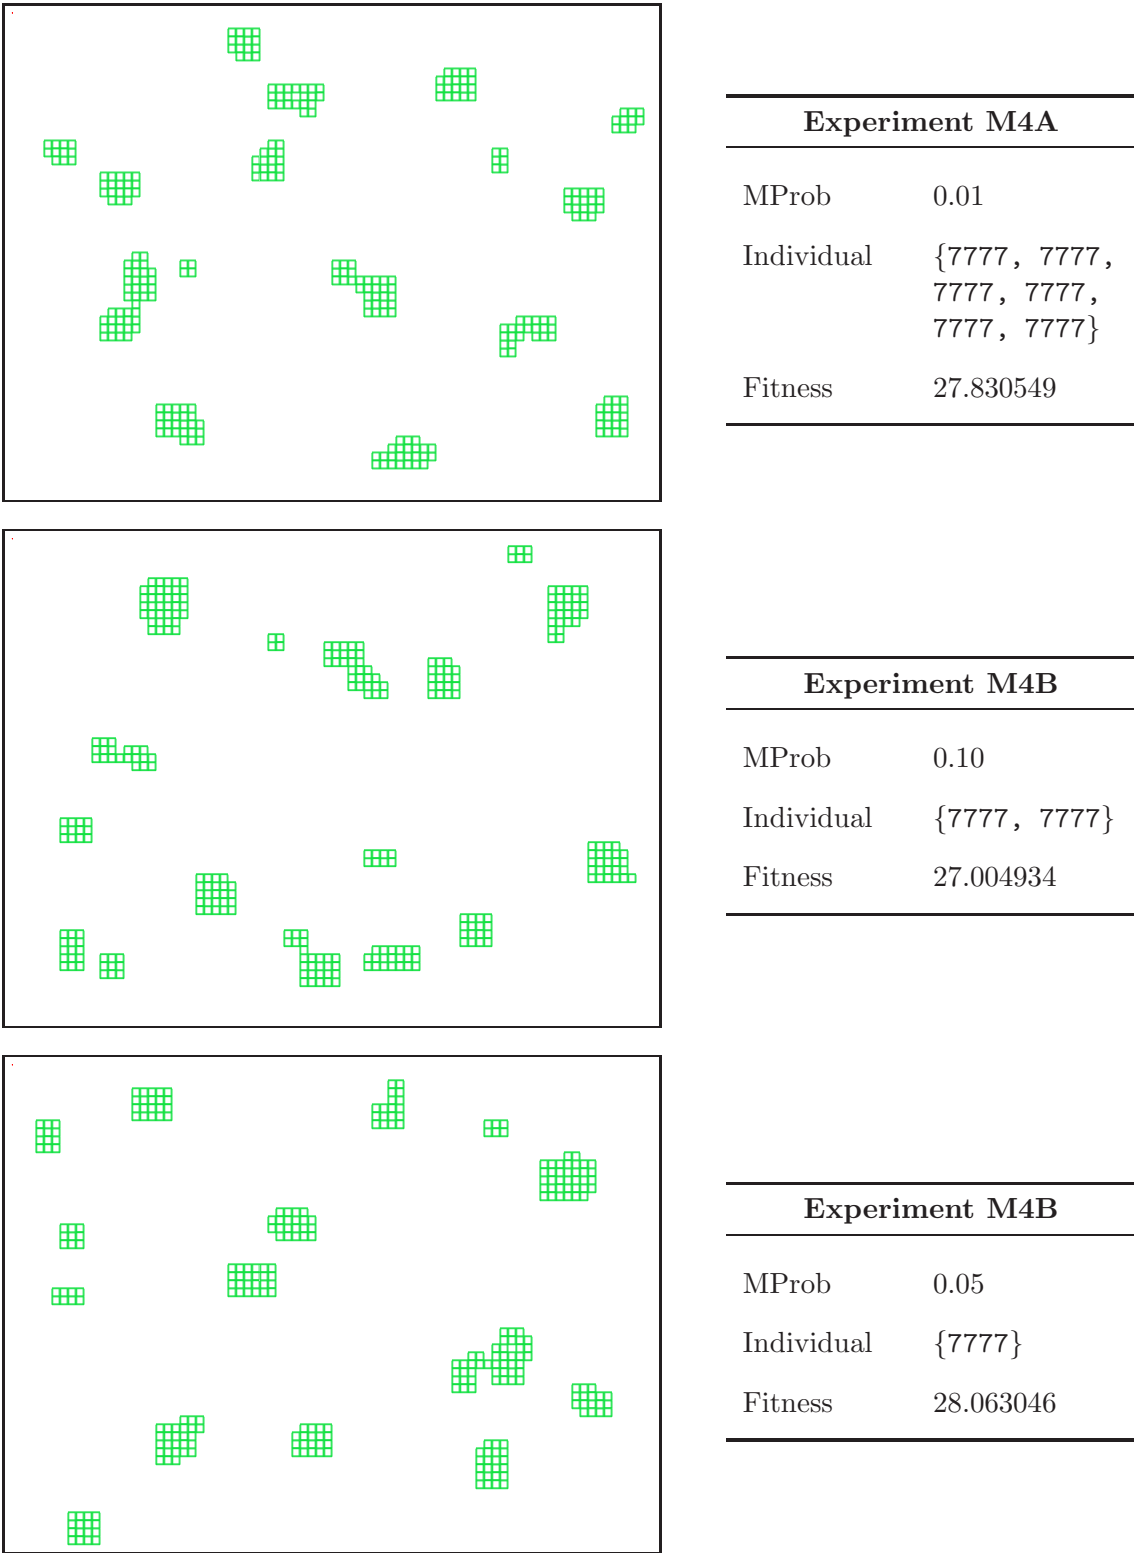 Experiment M4A
MProb 0.01
Individual {7777, 7777,
7777, 7777,
7777, 7777}
Fitness 27.830549
Experiment M4B
MProb 0.10
Individual {7777, 7777}
Fitness 27.004934
Experiment M4B
MProb 0.05
Individual {7777}
Fitness 28.063046